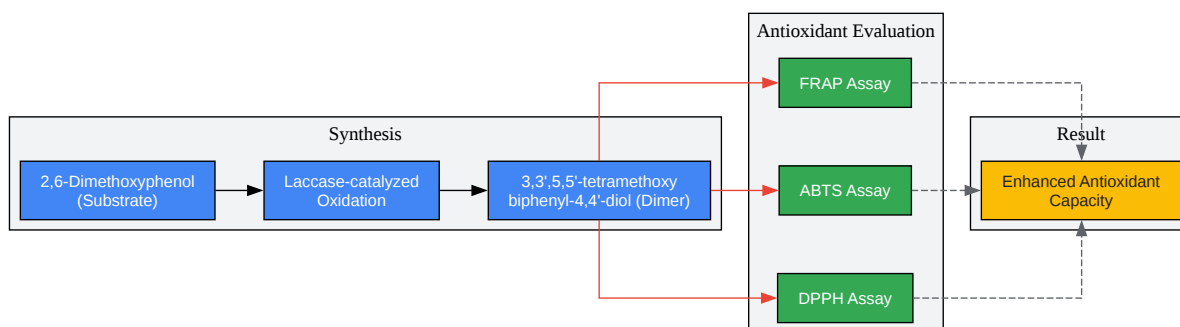 Synthesis
2,6-Dimethoxyphenol
(Substrate)
Laccase-catalyzed
Oxidation
3,3',5,5'-tetramethoxy
biphenyl-4,4'-diol (Dimer)
Antioxidant Evaluation
FRAP Assay
ABTS Assay
DPPH Assay
Result
Enhanced Antioxidant
Capacity